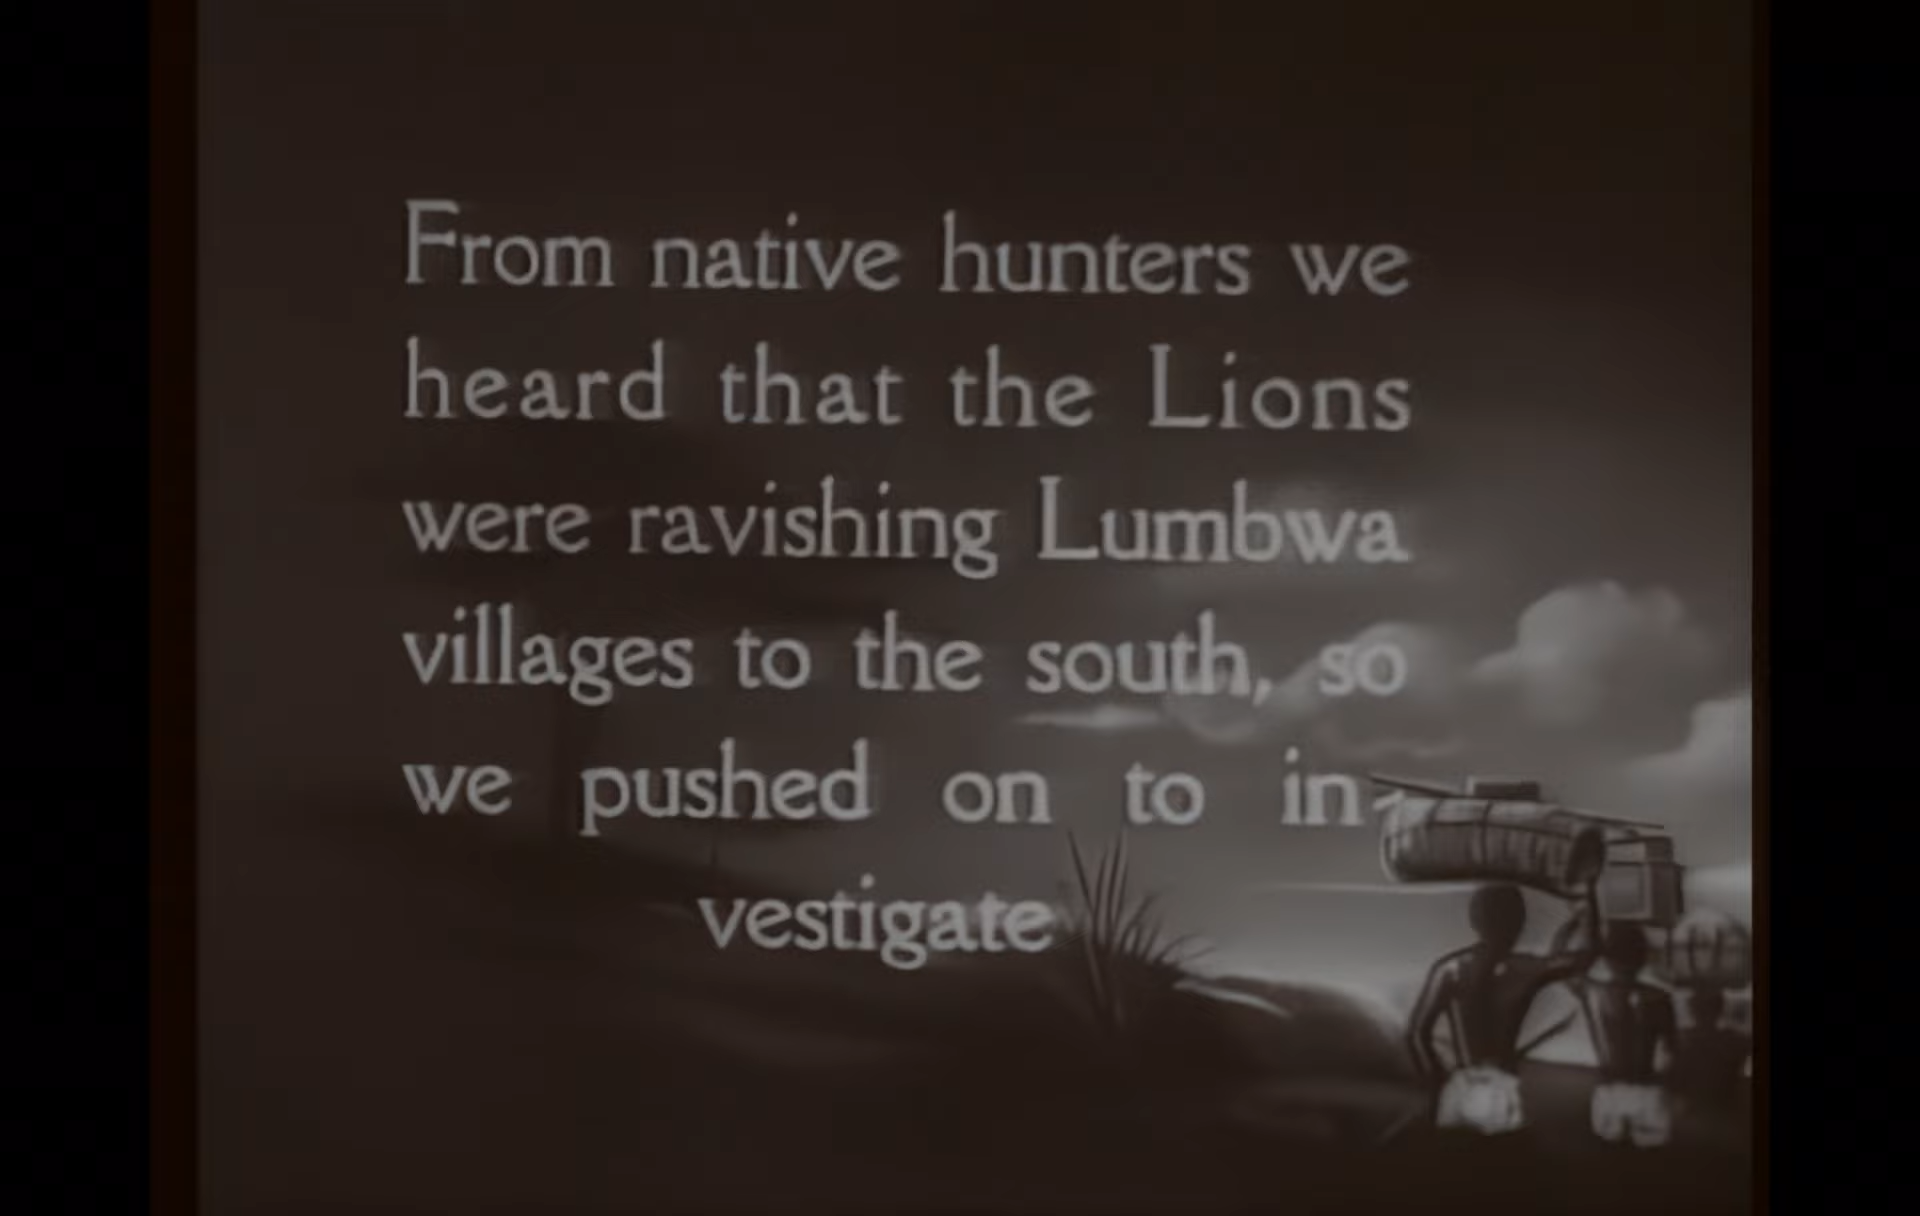 From native hunters we
heard that the Lions
were ravishing Lumbwa
villages to the south, so
we pushed on to in-
vestigate